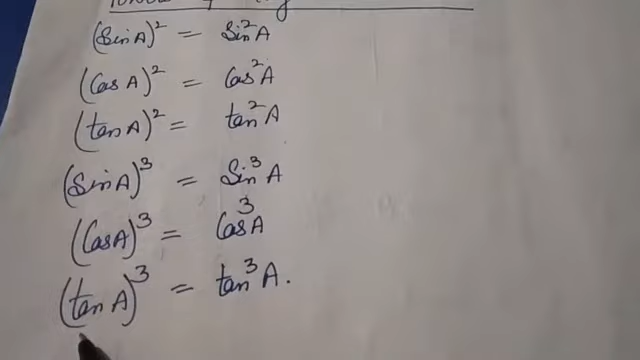 (Sin A)² = Sin²A
(Cos A)² = Cos²A
(tan A)² = tan²A
(Sin A)³ = Sin³A
(Cos A)³ = Cos³A
(tan A)³ = tan³A.